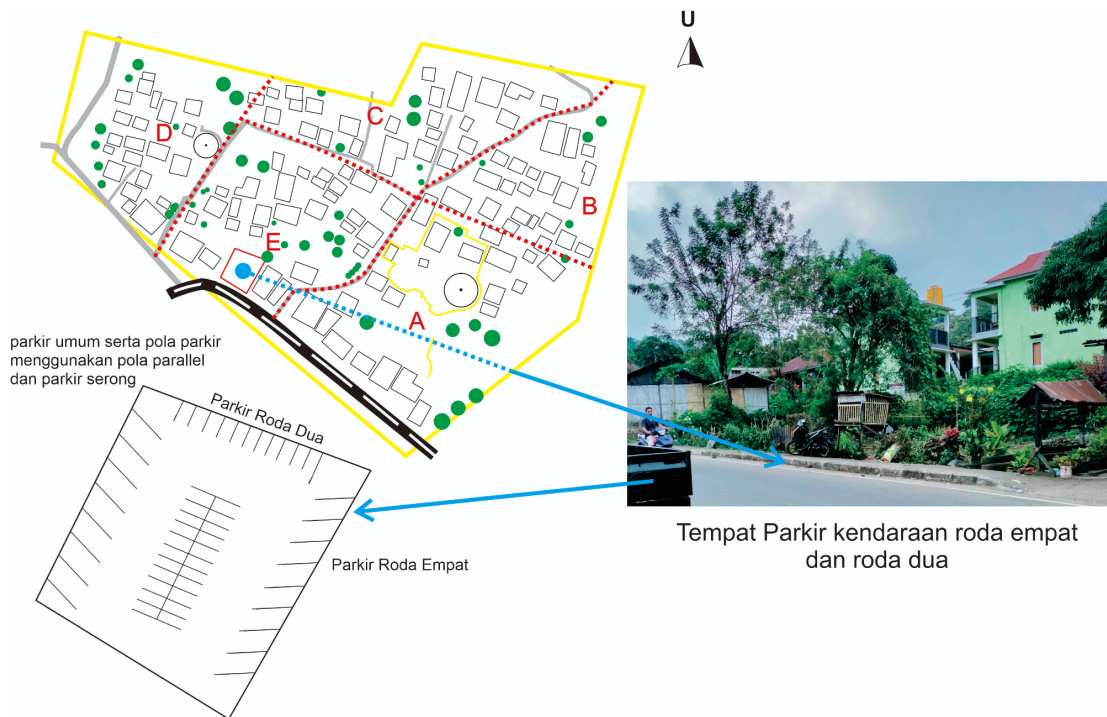 U
C
D
B
E
A
parkir umum serta pola parkir
menggunakan pola parallel
dan parkir serong
Parkir Roda Dua
Parkir Roda Empat
Tempat Parkir kendaraan roda empat
dan roda dua